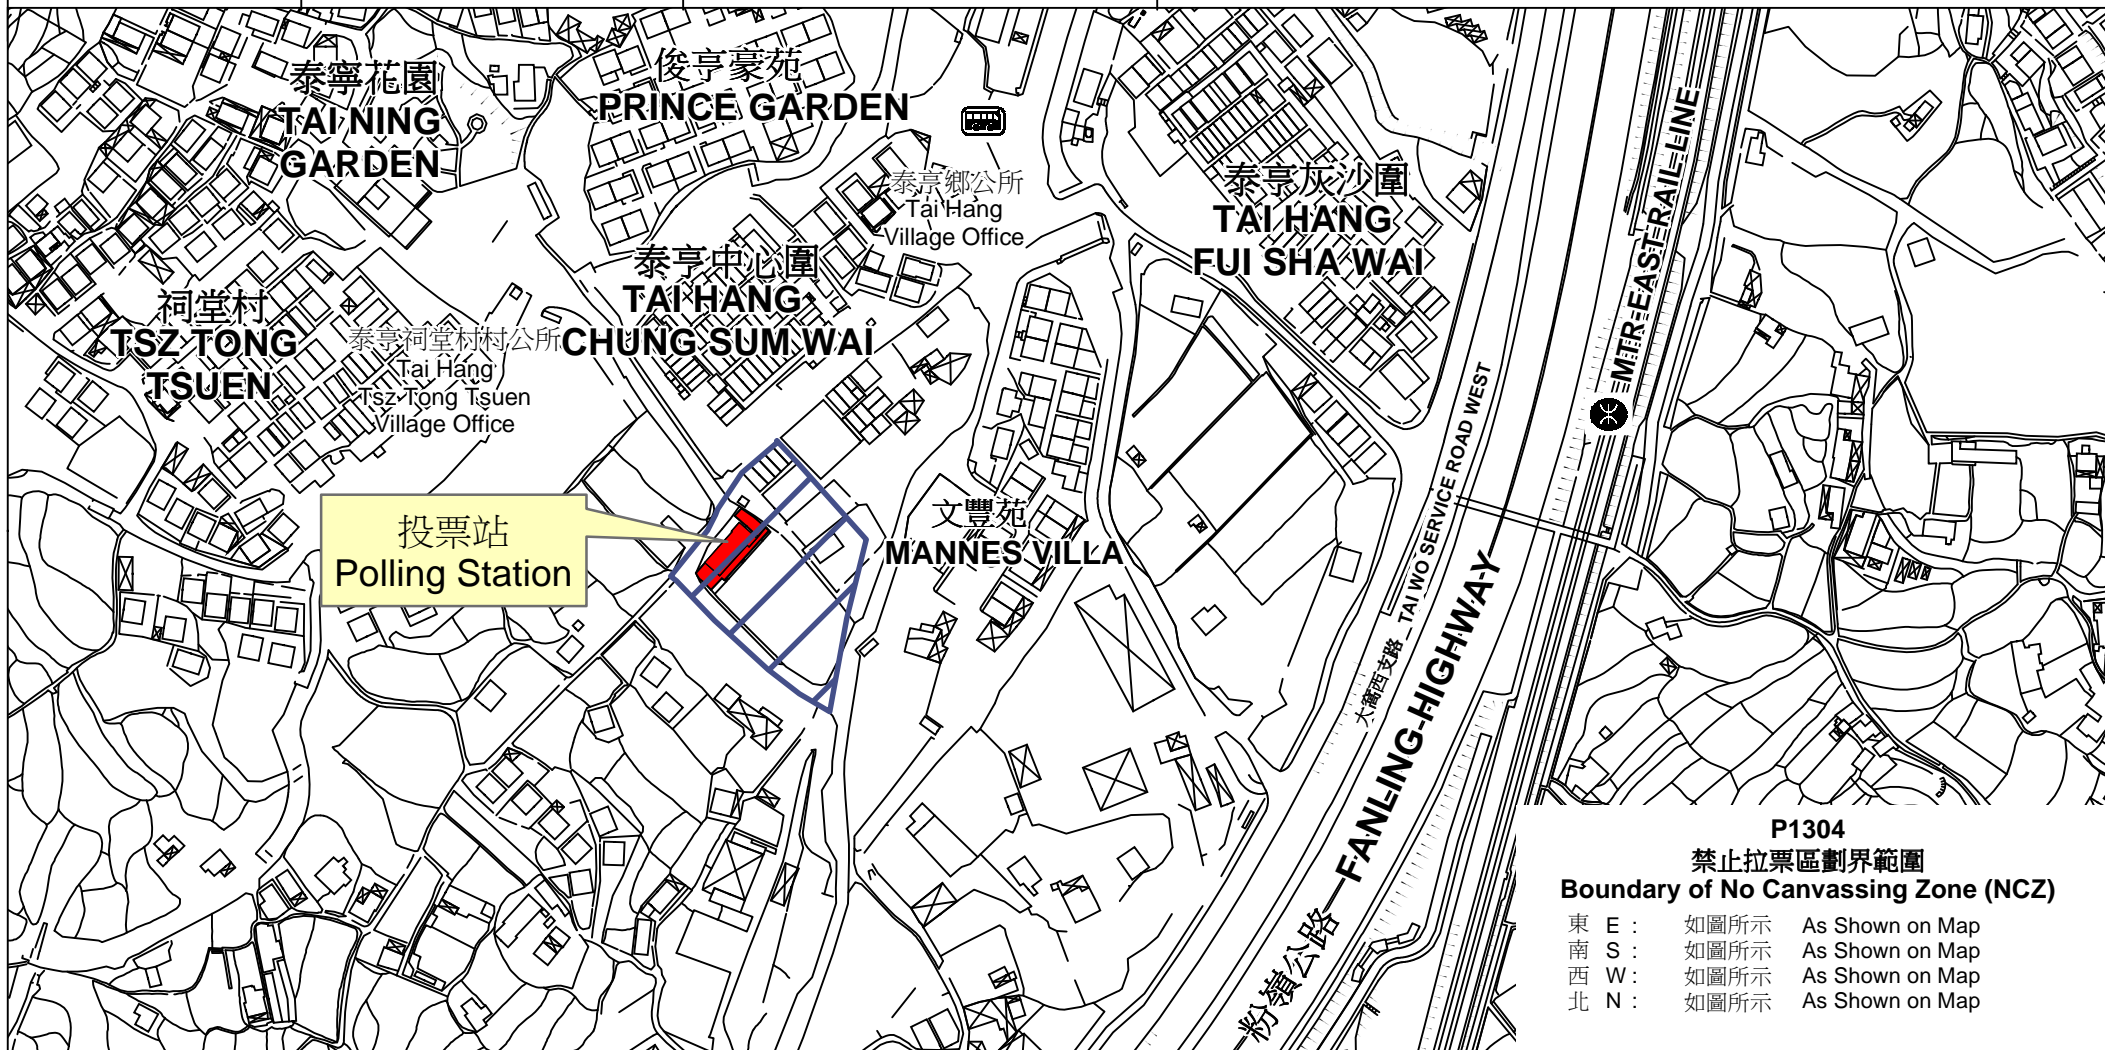 泰寧花園
TAI NING
GARDEN
俊亨豪苑
PRINCE GARDEN
泰亨鄉公所
Tai Hang
Village Office
泰亨灰沙圍
TAI HANG
FUI SHA WAI
MTR EAST RAIL LINE
泰亨中心圍
TAI HANG
CHUNG SUM WAI
祠堂村
TSZ TONG
TSUEN
泰亨祠堂村村公所
Tai Hang
Tsz Tong Tsuen
Village Office
投票站
Polling Station
文豐苑
MANNES VILLA
大窩西支路 TAI WO SERVICE ROAD WEST
粉嶺公路 FANLING HIGHWAY
P1304
禁止拉票區劃界範圍
Boundary of No Canvassing Zone (NCZ)
東 E : 如圖所示 As Shown on Map
南 S : 如圖所示 As Shown on Map
西 W : 如圖所示 As Shown on Map
北 N : 如圖所示 As Shown on Map